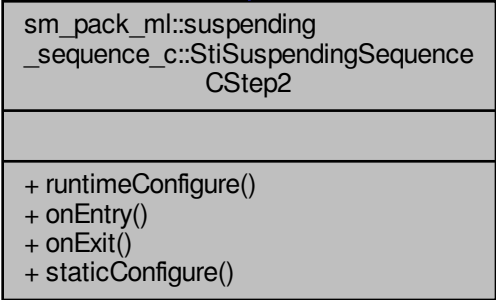 sm_pack_ml::suspending
_sequence_c::StiSuspendingSequence
CStep2
+ runtimeConfigure()
+ onEntry()
+ onExit()
+ staticConfigure()